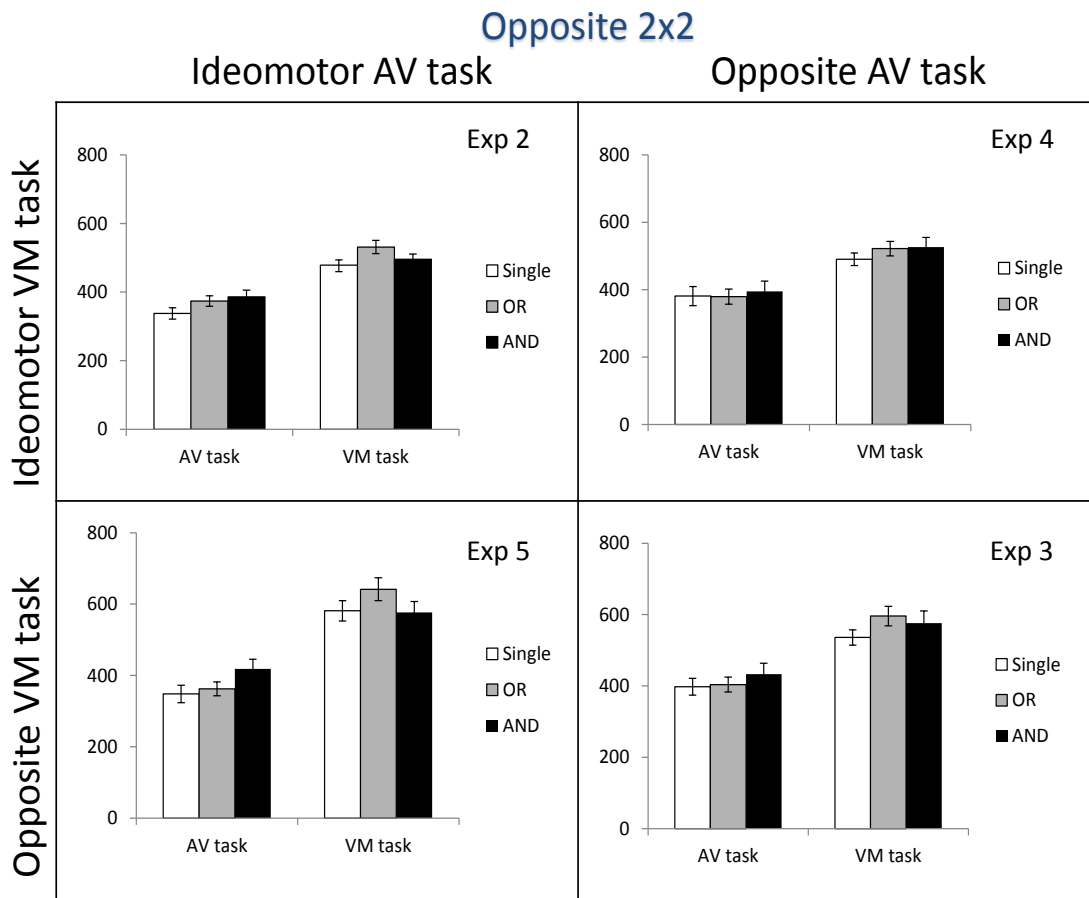 Opposite 2x2
Ideomotor AV task
Opposite AV task
Ideomotor VM task
Exp 2
800
600
400
200
0
AV task
VM task
Single
OR
AND
Exp 4
800
600
400
200
0
AV task
VM task
Single
OR
AND
Opposite VM task
Exp 5
800
600
400
200
0
AV task
VM task
Single
OR
AND
Exp 3
800
600
400
200
0
AV task
VM task
Single
OR
AND